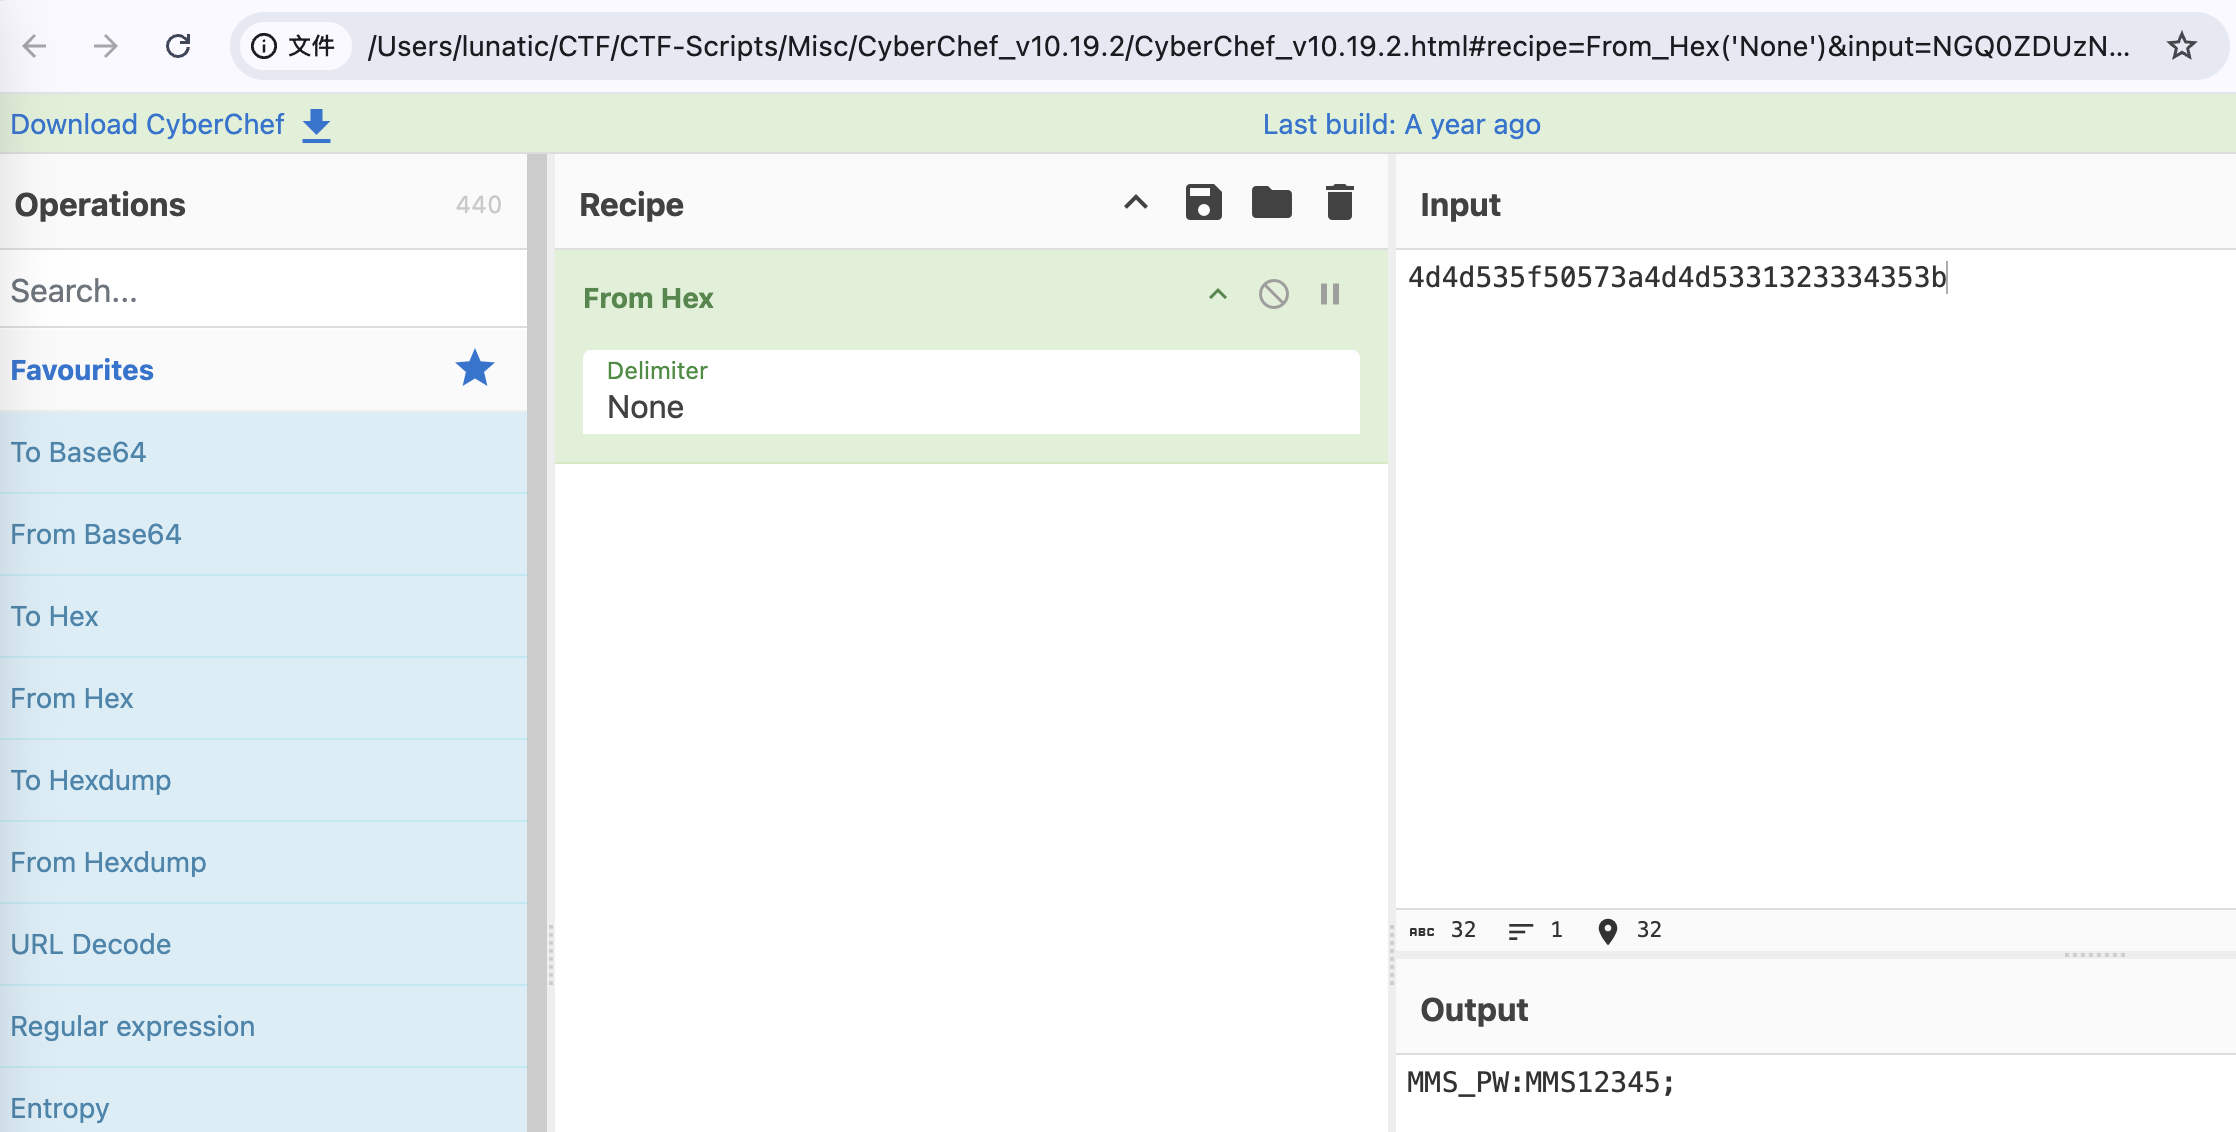 文件 /Users/lunatic/CTF/CTF-Scripts/Misc/CyberChef_v10.19.2/CyberChef_v10.19.2.html#recipe=From_Hex('None')&input=NGQ0ZDUzN...
Download CyberChef
Last build: A year ago
Operations 440
Search...
Favourites
To Base64
From Base64
To Hex
From Hex
To Hexdump
From Hexdump
URL Decode
Regular expression
Entropy
Recipe
From Hex
Delimiter
None
Input
4d4d535f50573a4d4d5331323334353b
ABC 32 1 32
Output
MMS_PW:MMS12345;